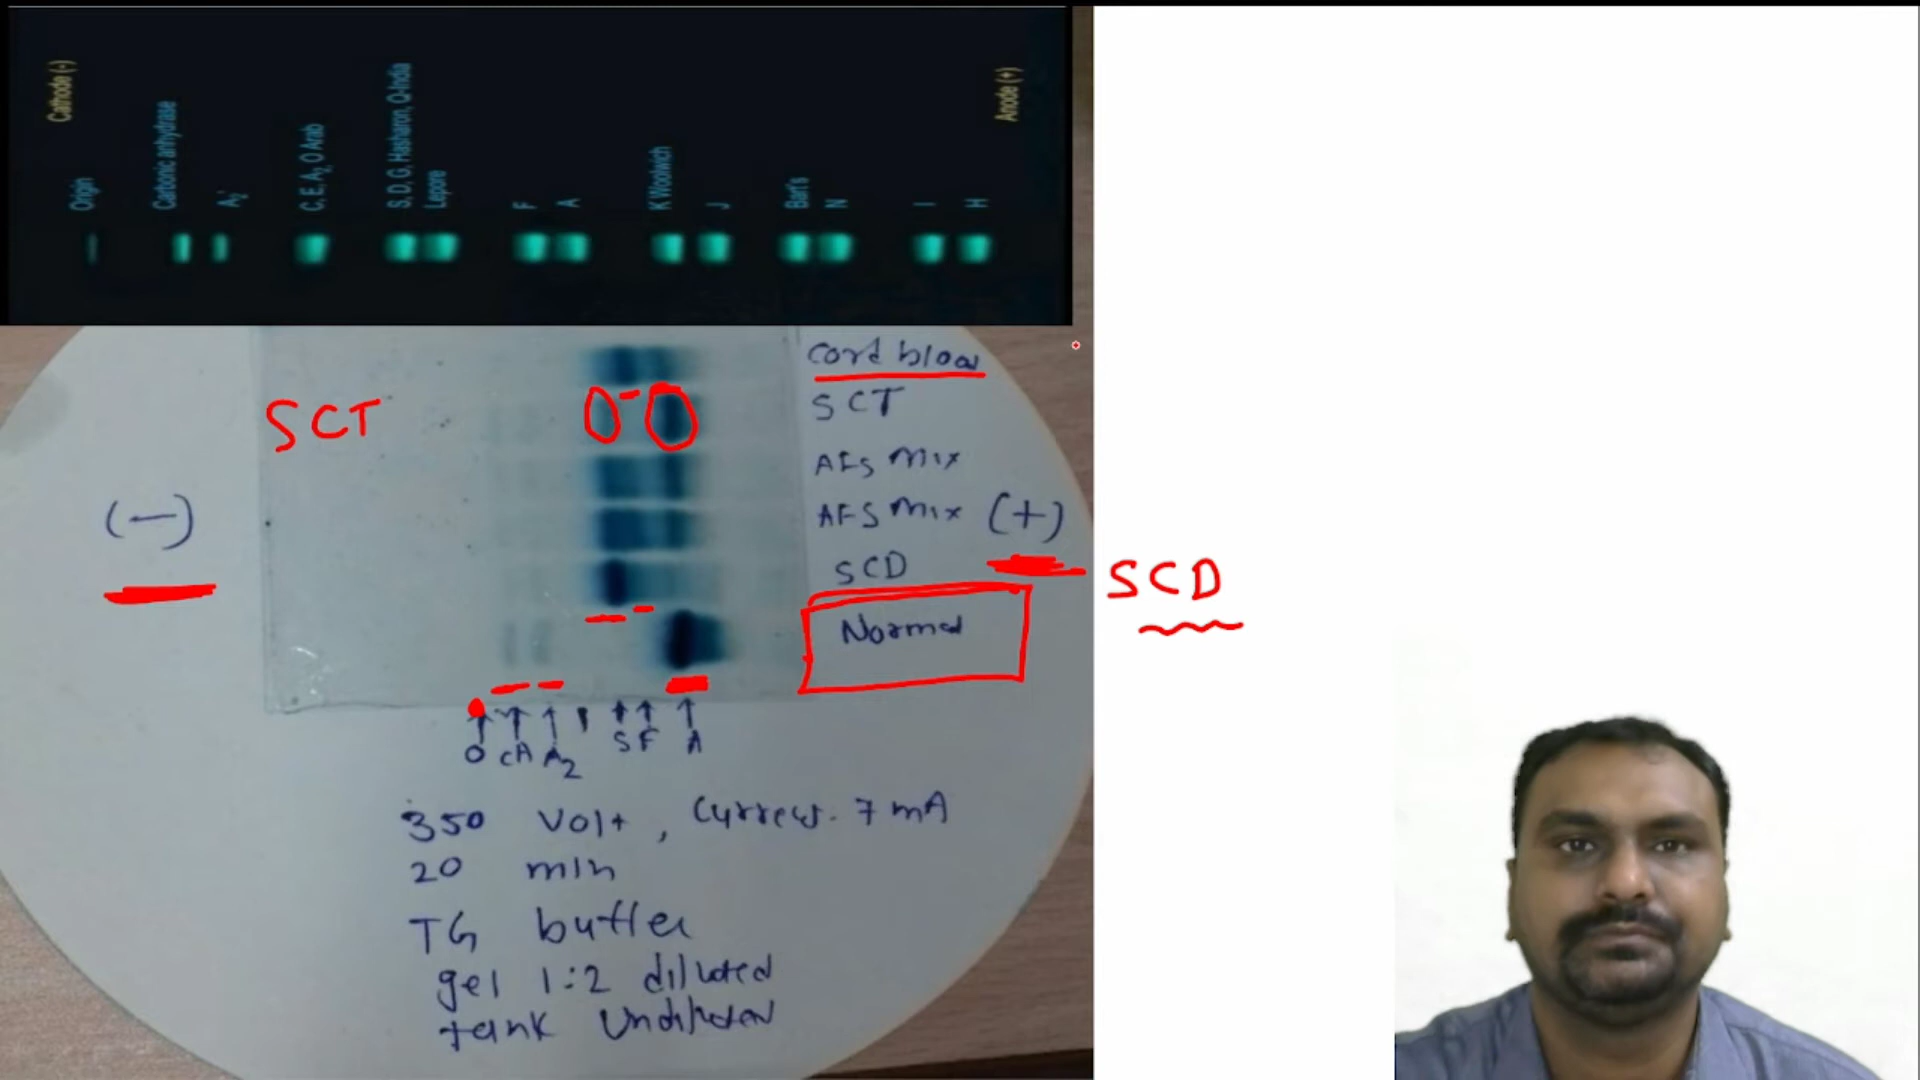 Cathode (-)
Origin
Carbonic anhydrase
A2'
C, E, A2, O Arab
S, D, G, Hasharon, Q-India
Lepore
F
A
K Woolwich
J
Bart's
N
I
H
Anode (+)
Cord blood
SCT
SCT
AFS Mix
(-)
AFS Mix (+)
SCD
SCD
Normal
O CA A2 S F A
350 Volt, Current. 7 mA
20 min
TG buffer
gel 1:2 diluted
tank Undiluted